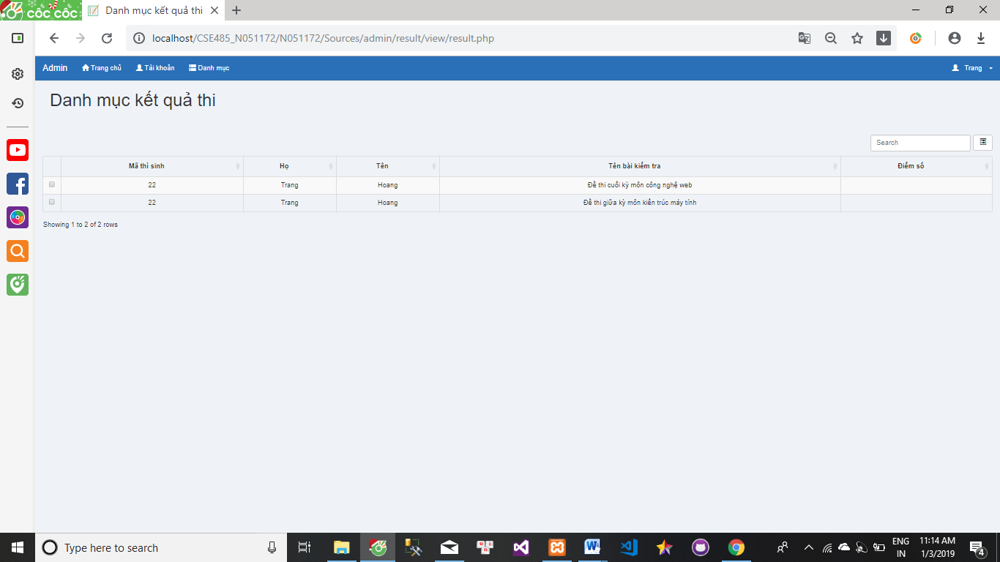 cốc cốc
Danh mục kết quả thi
localhost/CSE485_N051172/N051172/Sources/admin/result/view/result.php
Admin Trang chủ Tài khoản Danh mục Trang
Danh mục kết quả thi
Search
Mã thí sinh Họ Tên Tên bài kiểm tra Điểm số
22 Trang Hoang Đề thi cuối kỳ môn công nghệ web
22 Trang Hoang Đề thi giữa kỳ môn kiến trúc máy tính
Showing 1 to 2 of 2 rows
Type here to search
ENG
IN
11:14 AM
1/3/2019
4